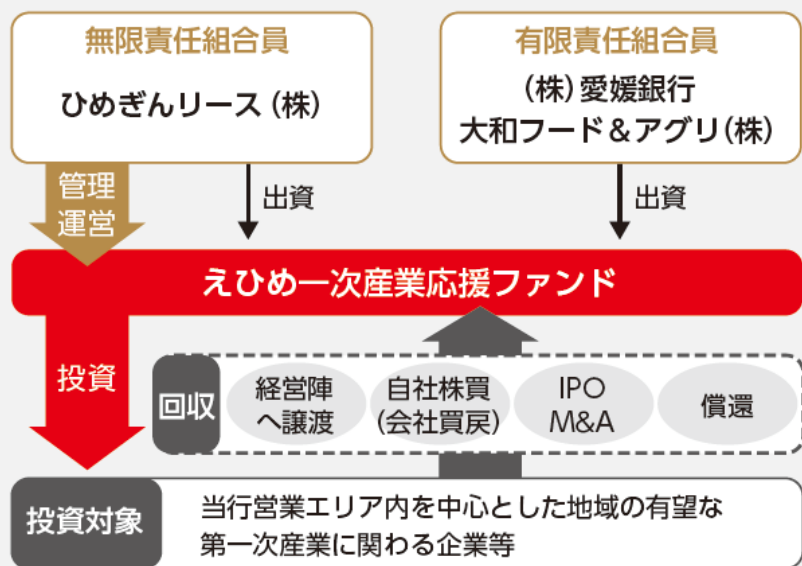 無限責任組合員
ひめぎんリース(株)
有限責任組合員
(株)愛媛銀行
大和フード&アグリ(株)
管理
運営
出資
出資
えひめ一次産業応援ファンド
投資
回収
経営陣
へ譲渡
自社株買
(会社買戻)
IPO
M&A
償還
投資対象
当行営業エリア内を中心とした地域の有望な
第一次産業に関わる企業等